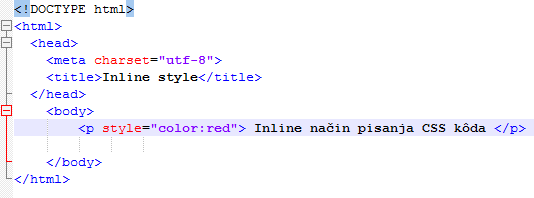 <!DOCTYPE html>
<html>
<head>
<meta charset="utf-8">
<title>Inline style</title>
</head>
<body>
<p style="color:red"> Inline način pisanja CSS kôda </p>
</body>
</html>